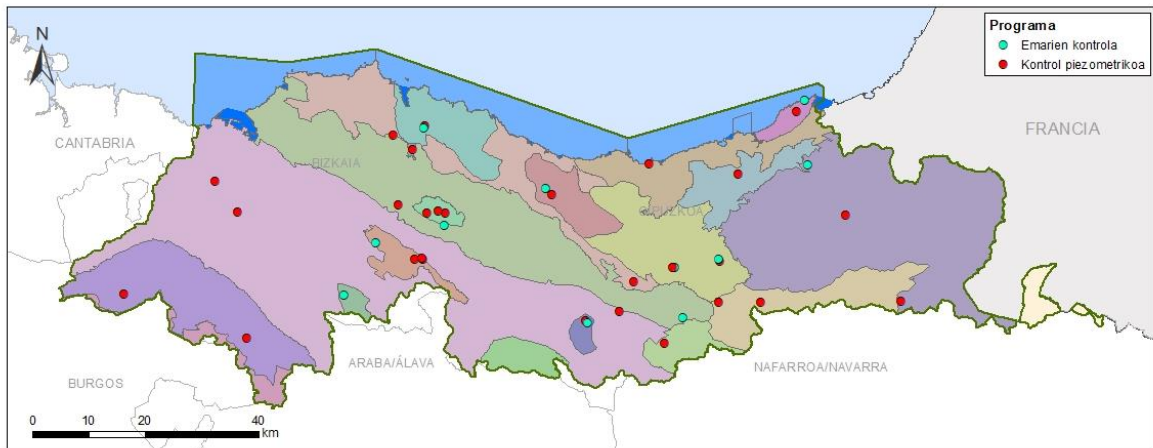 N
Programa
Emarien kontrola
Kontrol piezometrikoa
CANTABRIA
BIZKAIA
GIPUZKOA
FRANCIA
ARABA/ÁLAVA
NAFARROA/NAVARRA
BURGOS
0 10 20 40
km